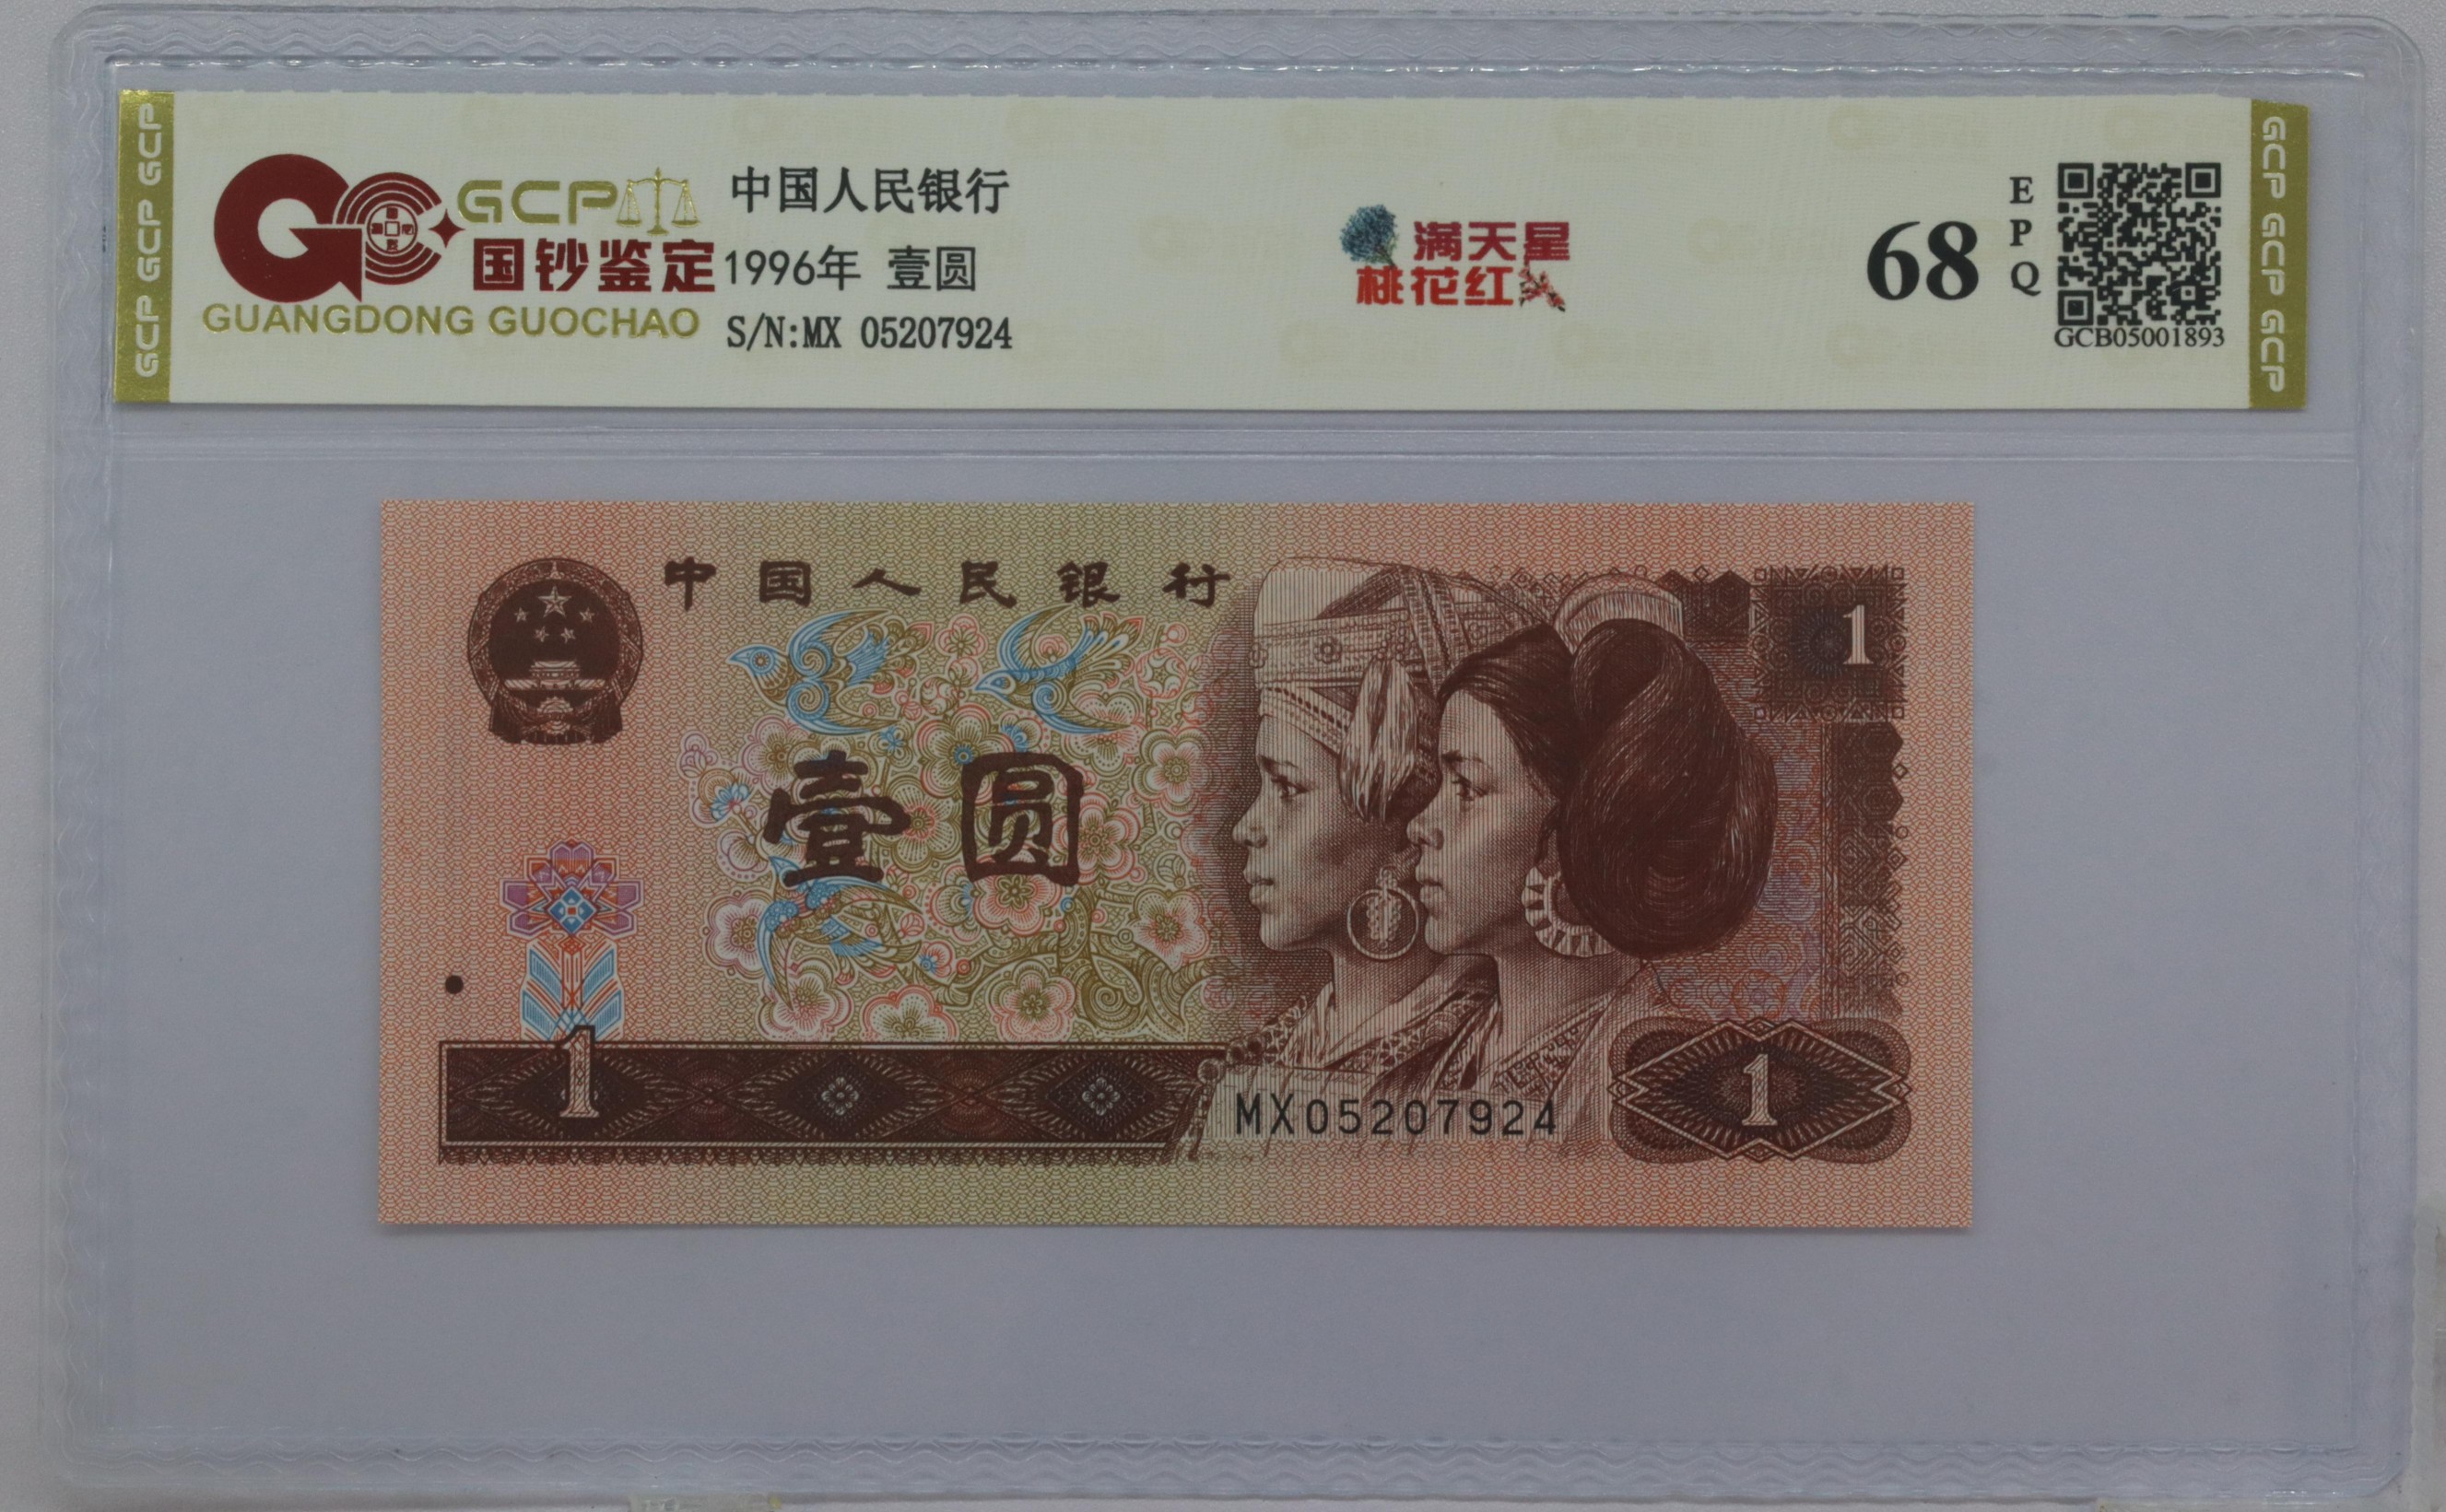 GCP GCP GCP
GCP
国钞鉴定
GUANGDONG GUOCHAO
中国人民银行
1996年 壹圆
S/N:MX 05207924
满天星
桃花红
68
EPQ
GCB05001893
GCP GCP GCP
中国人民银行
1
壹圆
1
1
MX05207924